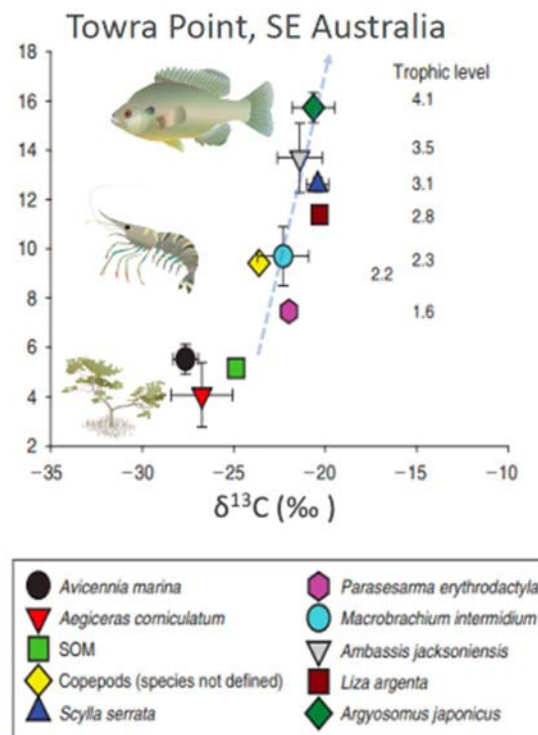 Towra Point, SE Australia
18
16
14
12
10
8
6
4
2
Trophic level
4.1
3.5
3.1
2.8
2.3
2.2
1.6
−35 −30 −25 −20 −15 −10
δ¹³C (‰)
Avicennia marina
Aegiceras corniculatum
SOM
Copepods (species not defined)
Scylla serrata
Parasesarma erythrodactyla
Macrobrachium intermidium
Ambassis jacksoniensis
Liza argenta
Argyosomus japonicus